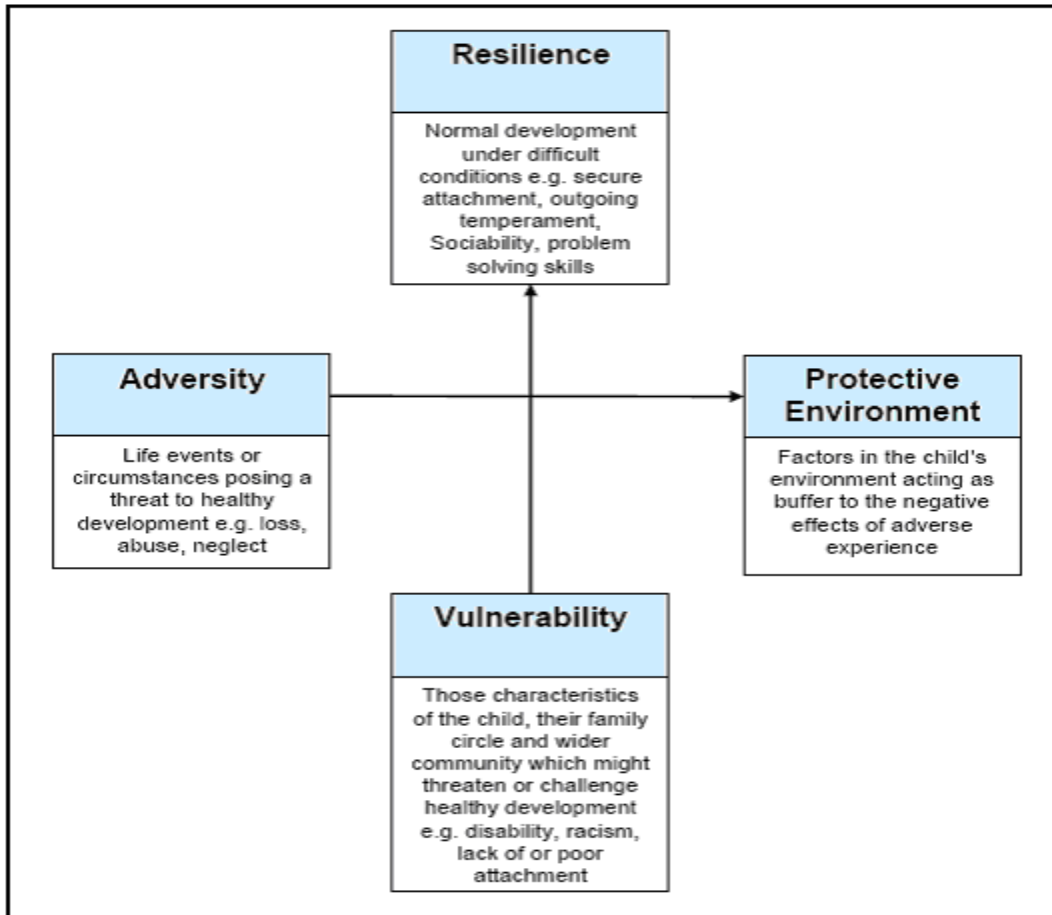 Resilience
Normal development
under difficult
conditions e.g. secure
attachment, outgoing
temperament,
Sociability, problem
solving skills
Adversity
Life events or
circumstances posing a
threat to healthy
development e.g. loss,
abuse, neglect
Protective
Environment
Factors in the child's
environment acting as
buffer to the negative
effects of adverse
experience
Vulnerability
Those characteristics
of the child, their family
circle and wider
community which might
threaten or challenge
healthy development
e.g. disability, racism,
lack of or poor
attachment